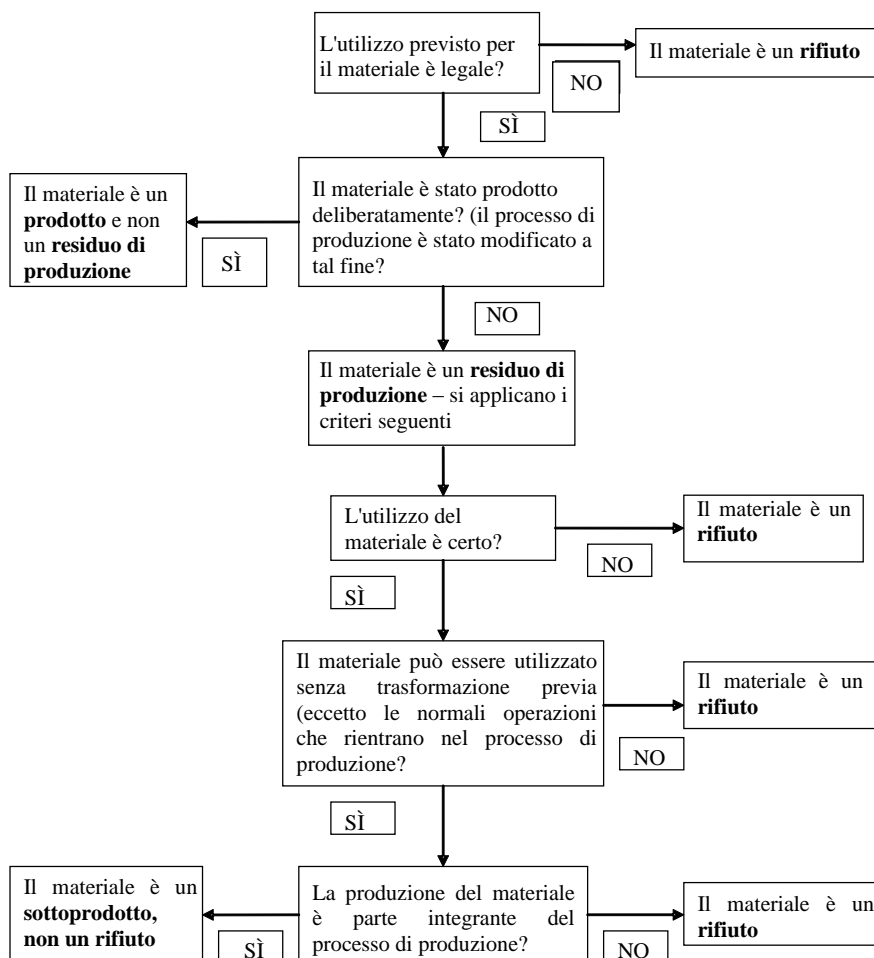 L'utilizzo previsto per
il materiale è legale?
Il materiale è un rifiuto
NO
SÌ
Il materiale è un
prodotto e non
un residuo di
produzione
SÌ
Il materiale è stato prodotto
deliberatamente? (il processo di
produzione è stato modificato a
tal fine?
NO
Il materiale è un residuo di
produzione – si applicano i
criteri seguenti
L'utilizzo del
materiale è certo?
Il materiale è un
rifiuto
NO
SÌ
Il materiale può essere utilizzato
senza trasformazione previa
(eccetto le normali operazioni
che rientrano nel processo di
produzione?
Il materiale è un
rifiuto
NO
SÌ
Il materiale è un
sottoprodotto,
non un rifiuto
SÌ
La produzione del materiale
è parte integrante del
processo di produzione?
NO
Il materiale è un
rifiuto